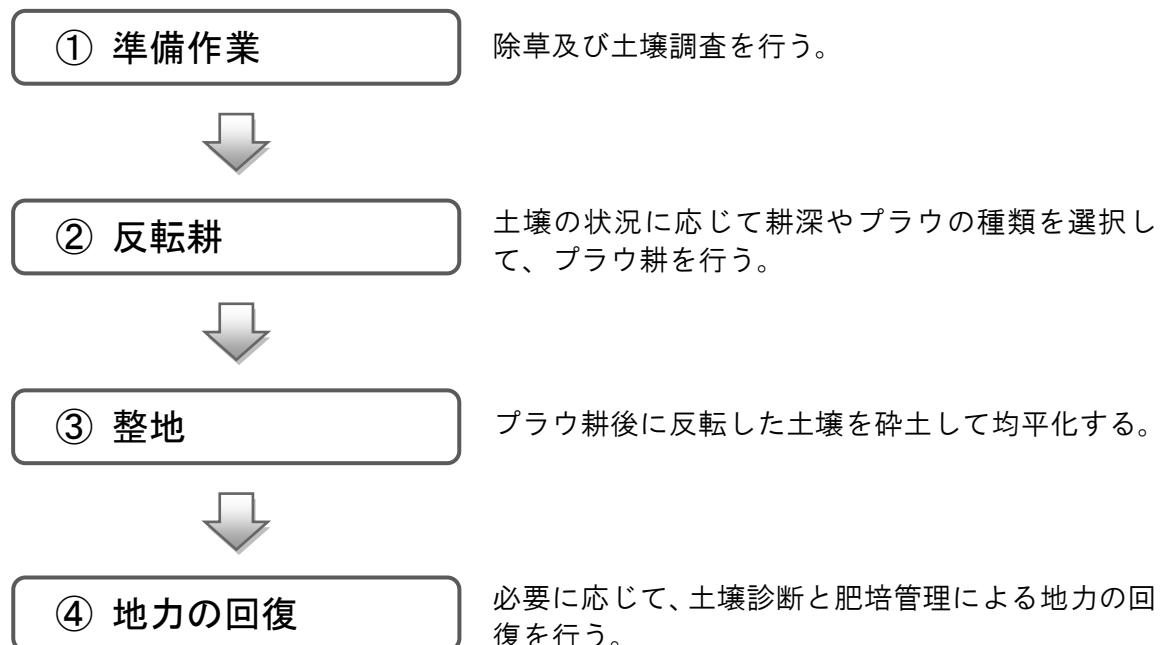 ① 準備作業
除草及び土壌調査を行う。
② 反転耕
土壌の状況に応じて耕深やプラウの種類を選択し
て、プラウ耕を行う。
③ 整地
プラウ耕後に反転した土壌を砕土して均平化する。
④ 地力の回復
必要に応じて、土壌診断と肥培管理による地力の回
復を行う。